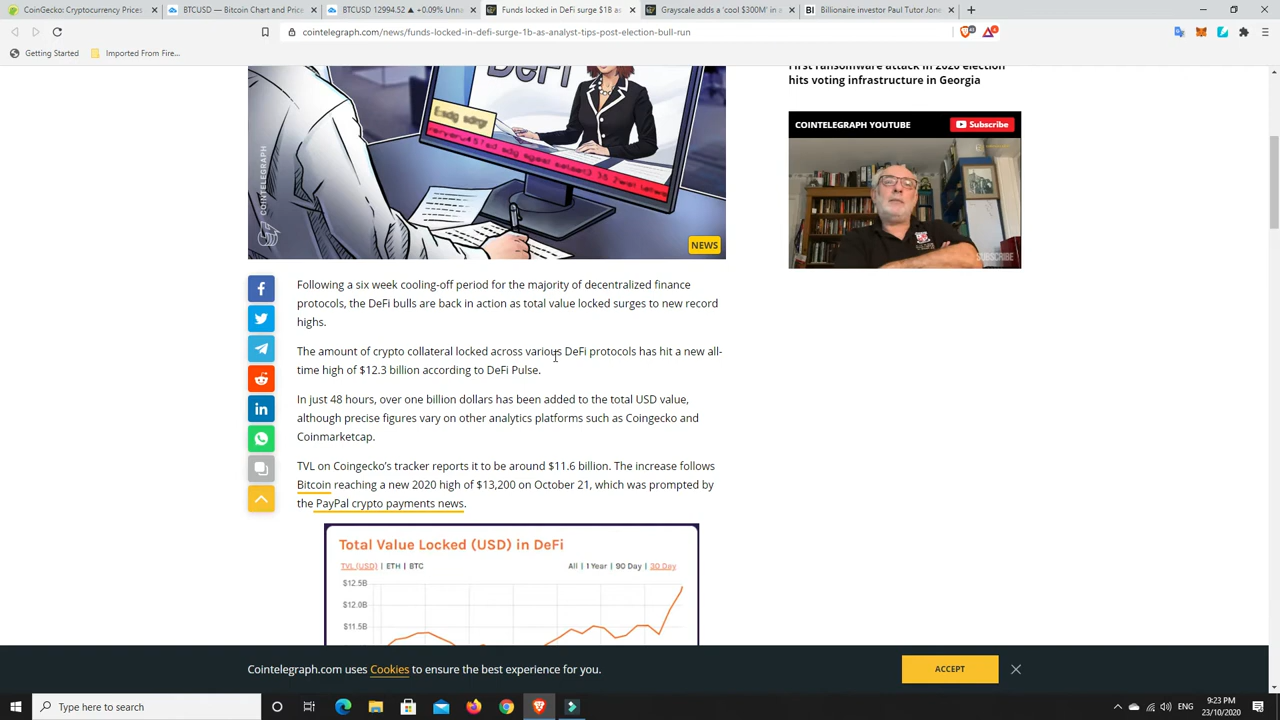 CoinGecko: Cryptocurrency Prices
BTCUSD — Bitcoin Chart and Price
BTCUSD 12994.52 ▲ +0.09% Unna
Funds locked in DeFi surge $1B as
Grayscale adds a 'cool $300M' in a
BI Billionaire investor Paul Tutor Jone
cointelegraph.com/news/funds-locked-in-defi-surge-1b-as-analyst-tips-post-election-bull-run
Getting Started
Imported From Fire...
DeFi
COINTELEGRAPH
NEWS
First ransomware attack in 2020 election
hits voting infrastructure in Georgia
COINTELEGRAPH YOUTUBE
Subscribe
SUBSCRIBE
Following a six week cooling-off period for the majority of decentralized finance
protocols, the DeFi bulls are back in action as total value locked surges to new record
highs.
The amount of crypto collateral locked across various DeFi protocols has hit a new all-
time high of $12.3 billion according to DeFi Pulse.
In just 48 hours, over one billion dollars has been added to the total USD value,
although precise figures vary on other analytics platforms such as Coingecko and
Coinmarketcap.
TVL on Coingecko’s tracker reports it to be around $11.6 billion. The increase follows
Bitcoin reaching a new 2020 high of $13,200 on October 21, which was prompted by
the PayPal crypto payments news.
Total Value Locked (USD) in DeFi
TVL (USD) | ETH | BTC
All | 1 Year | 90 Day | 30 Day
$12.5B
$12.0B
$11.5B
Cointelegraph.com uses Cookies to ensure the best experience for you.
ACCEPT
Type here to search
ENG
9:23 PM
23/10/2020